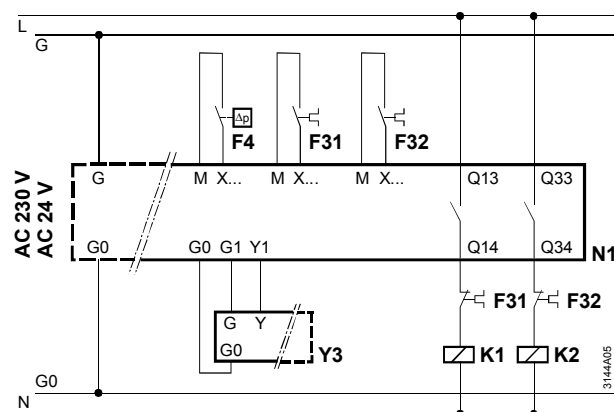 L
G
Δp
F4 F31 F32
AC 230 V
AC 24 V
G M X... M X... M X... Q13 Q33
G0 G0 G1 Y1 Q14 Q34 N1
F31 F32
G Y
G0 Y3 K1 K2
3144A05
G0
N